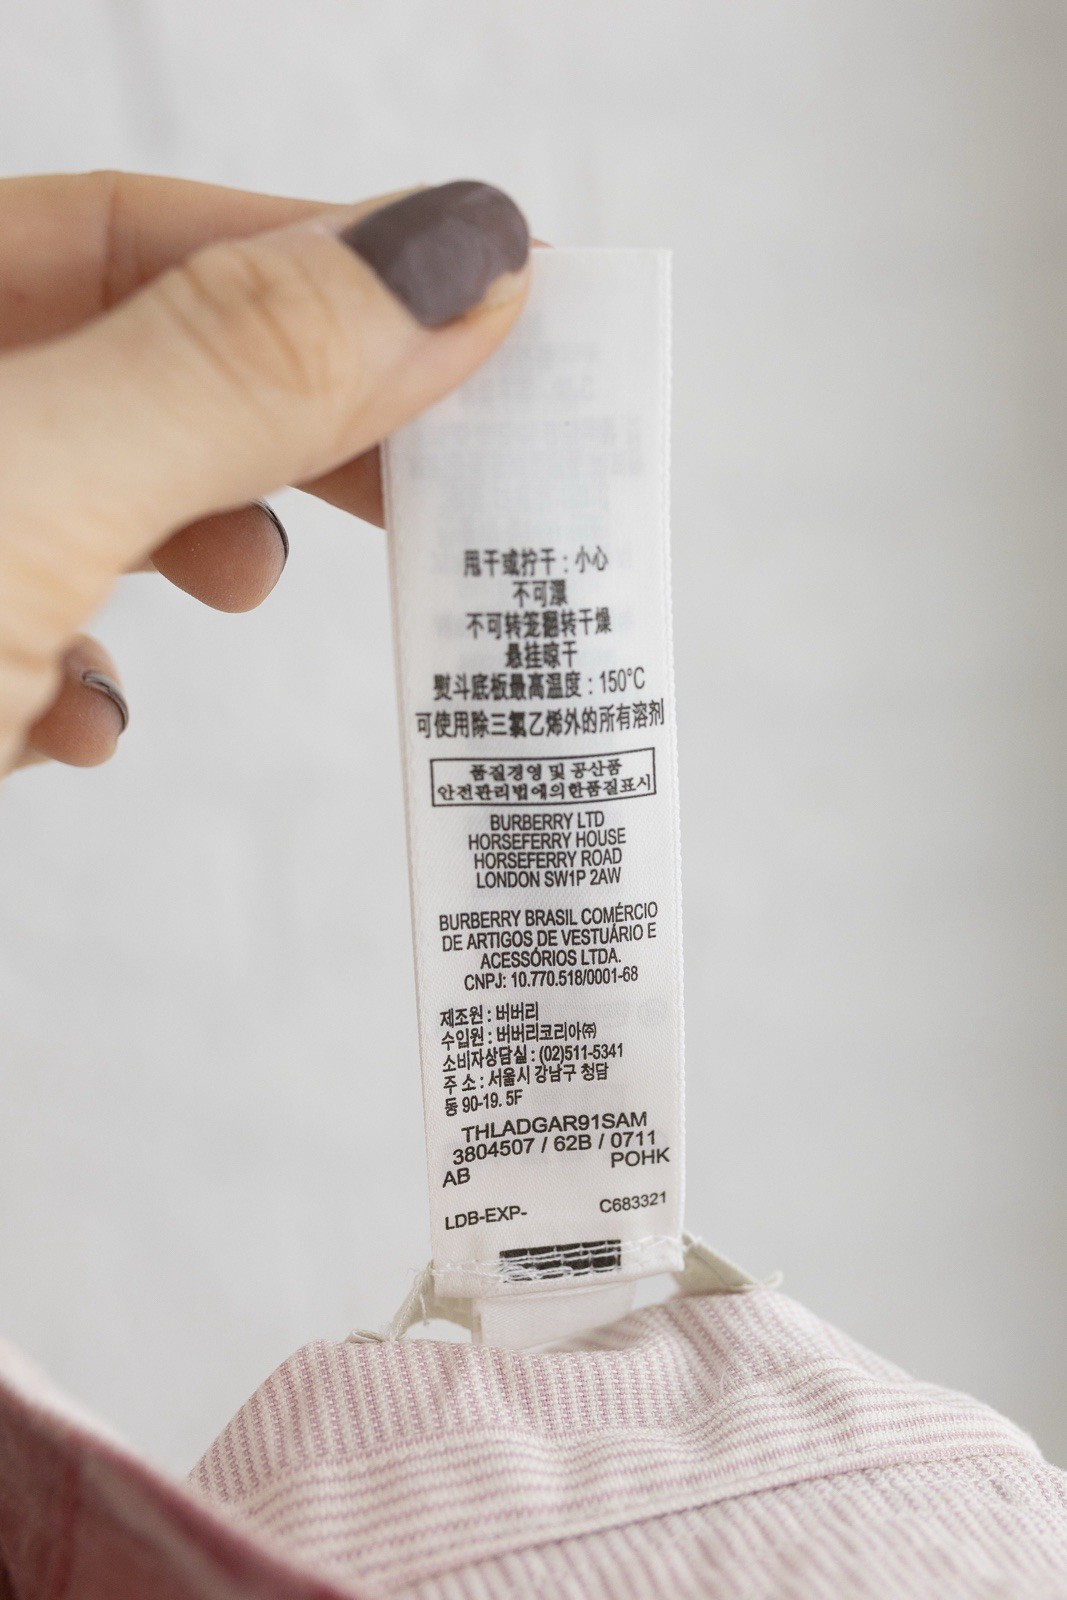 甩干或拧干:小心
不可漂
不可转笼翻转干燥
悬挂晾干
熨斗底板最高温度:150°C
可使用除三氯乙烯外的所有溶剂
품질경영 및 공산품
안전관리법에의한품질표시
BURBERRY LTD
HORSEFERRY HOUSE
HORSEFERRY ROAD
LONDON SW1P 2AW
BURBERRY BRASIL COMÉRCIO
DE ARTIGOS DE VESTUÁRIO E
ACESSÓRIOS LTDA.
CNPJ: 10.770.518/0001-68
제조원 : 버버리
수입원 : 버버리코리아㈜
소비자상담실 : (02)511-5341
주 소 : 서울시 강남구 청담
동 90-19. 5F
THLADGAR91SAM
3804507 / 62B / 0711
AB POHK
LDB-EXP- C683321